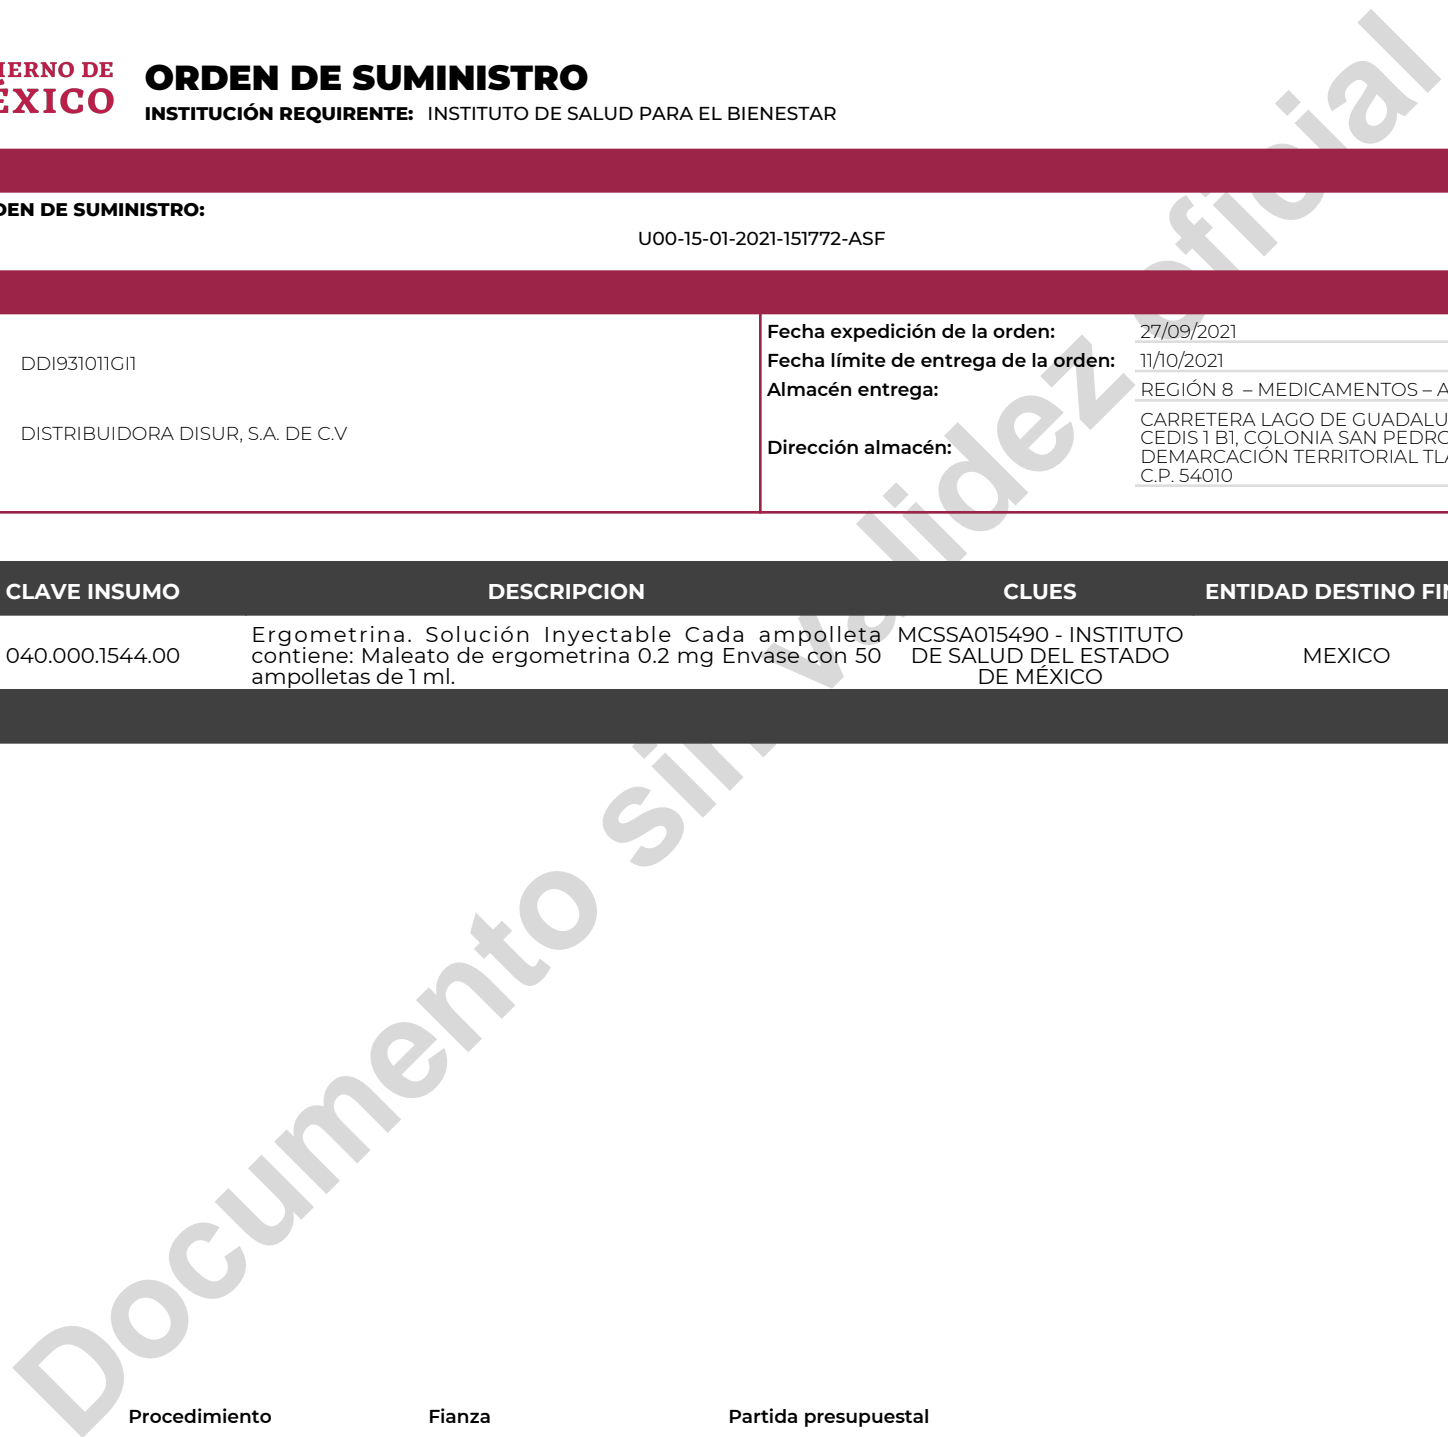 IERNO DE
ÉXICO
ORDEN DE SUMINISTRO
INSTITUCIÓN REQUIRENTE: INSTITUTO DE SALUD PARA EL BIENESTAR
DEN DE SUMINISTRO:
U00-15-01-2021-151772-ASF
DDI931011GI1
DISTRIBUIDORA DISUR, S.A. DE C.V
Fecha expedición de la orden: 27/09/2021
Fecha límite de entrega de la orden: 11/10/2021
Almacén entrega: REGIÓN 8 – MEDICAMENTOS – A
Dirección almacén:
CARRETERA LAGO DE GUADALU
CEDIS 1 B1, COLONIA SAN PEDRO
DEMARCACIÓN TERRITORIAL TLA
C.P. 54010
CLAVE INSUMO DESCRIPCION CLUES ENTIDAD DESTINO FIN
040.000.1544.00
Ergometrina. Solución Inyectable Cada ampolleta
contiene: Maleato de ergometrina 0.2 mg Envase con 50
ampolletas de 1 ml.
MCSSA015490 - INSTITUTO
DE SALUD DEL ESTADO
DE MÉXICO
MEXICO
Documento sin validez oficial
Procedimiento Fianza Partida presupuestal